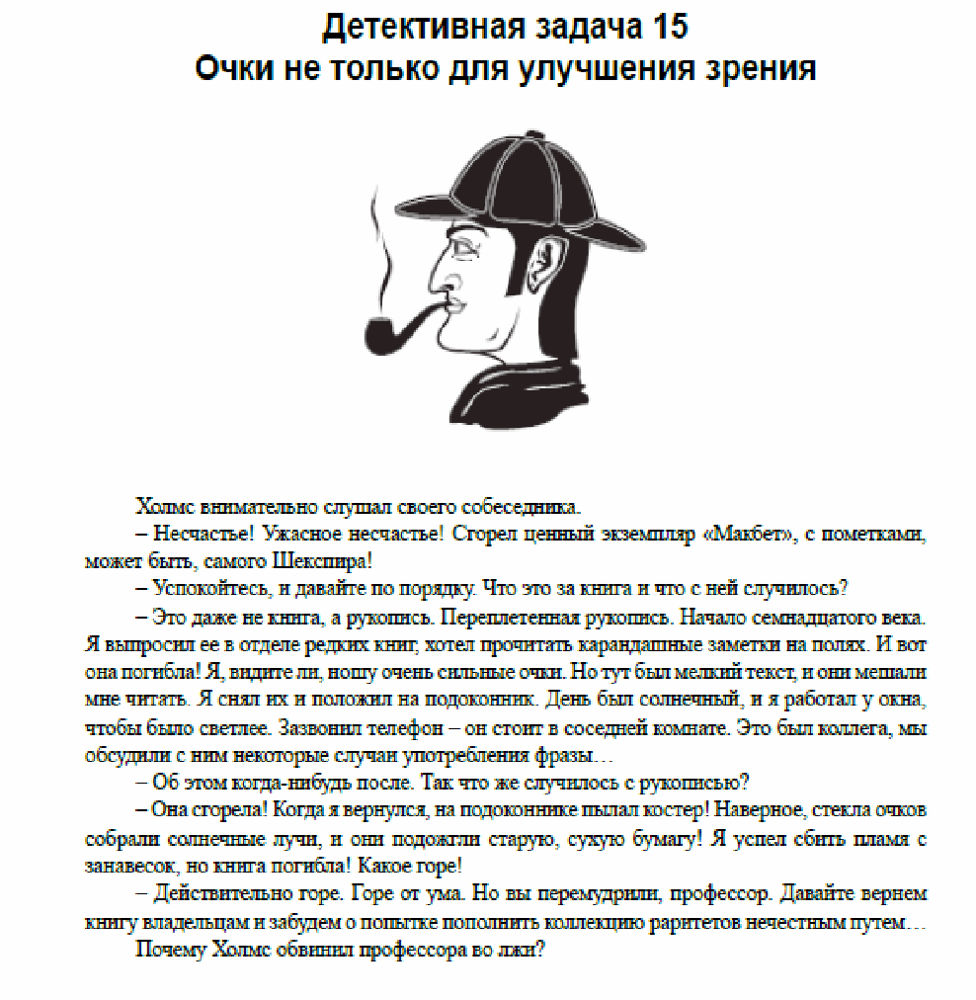 Детективная задача 15
Очки не только для улучшения зрения
Холмс внимательно слушал своего собеседника.
– Несчастье! Ужасное несчастье! Сгорел ценный экземпляр «Макбет», с пометками,
может быть, самого Шекспира!
– Успокойтесь, и давайте по порядку. Что это за книга и что с ней случилось?
– Это даже не книга, а рукопись. Переплетенная рукопись. Начало семнадцатого века.
Я выпросил ее в отделе редких книг, хотел прочитать карандашные заметки на полях. И вот
она погибла! Я, видите ли, ношу очень сильные очки. Но тут был мелкий текст, и они мешали
мне читать. Я снял их и положил на подоконник. День был солнечный, и я работал у окна,
чтобы было светлее. Зазвонил телефон – он стоит в соседней комнате. Это был коллега, мы
обсудили с ним некоторые случаи употребления фразы…
– Об этом когда-нибудь после. Так что же случилось с рукописью?
– Она сгорела! Когда я вернулся, на подоконнике пылал костер! Наверное, стекла очков
собрали солнечные лучи, и они подожгли старую, сухую бумагу! Я успел сбить пламя с
занавесок, но книга погибла! Какое горе!
– Действительно горе. Горе от ума. Но вы перемудрили, профессор. Давайте вернем
книгу владельцам и забудем о попытке пополнить коллекцию раритетов нечестным путем…
Почему Холмс обвинил профессора во лжи?